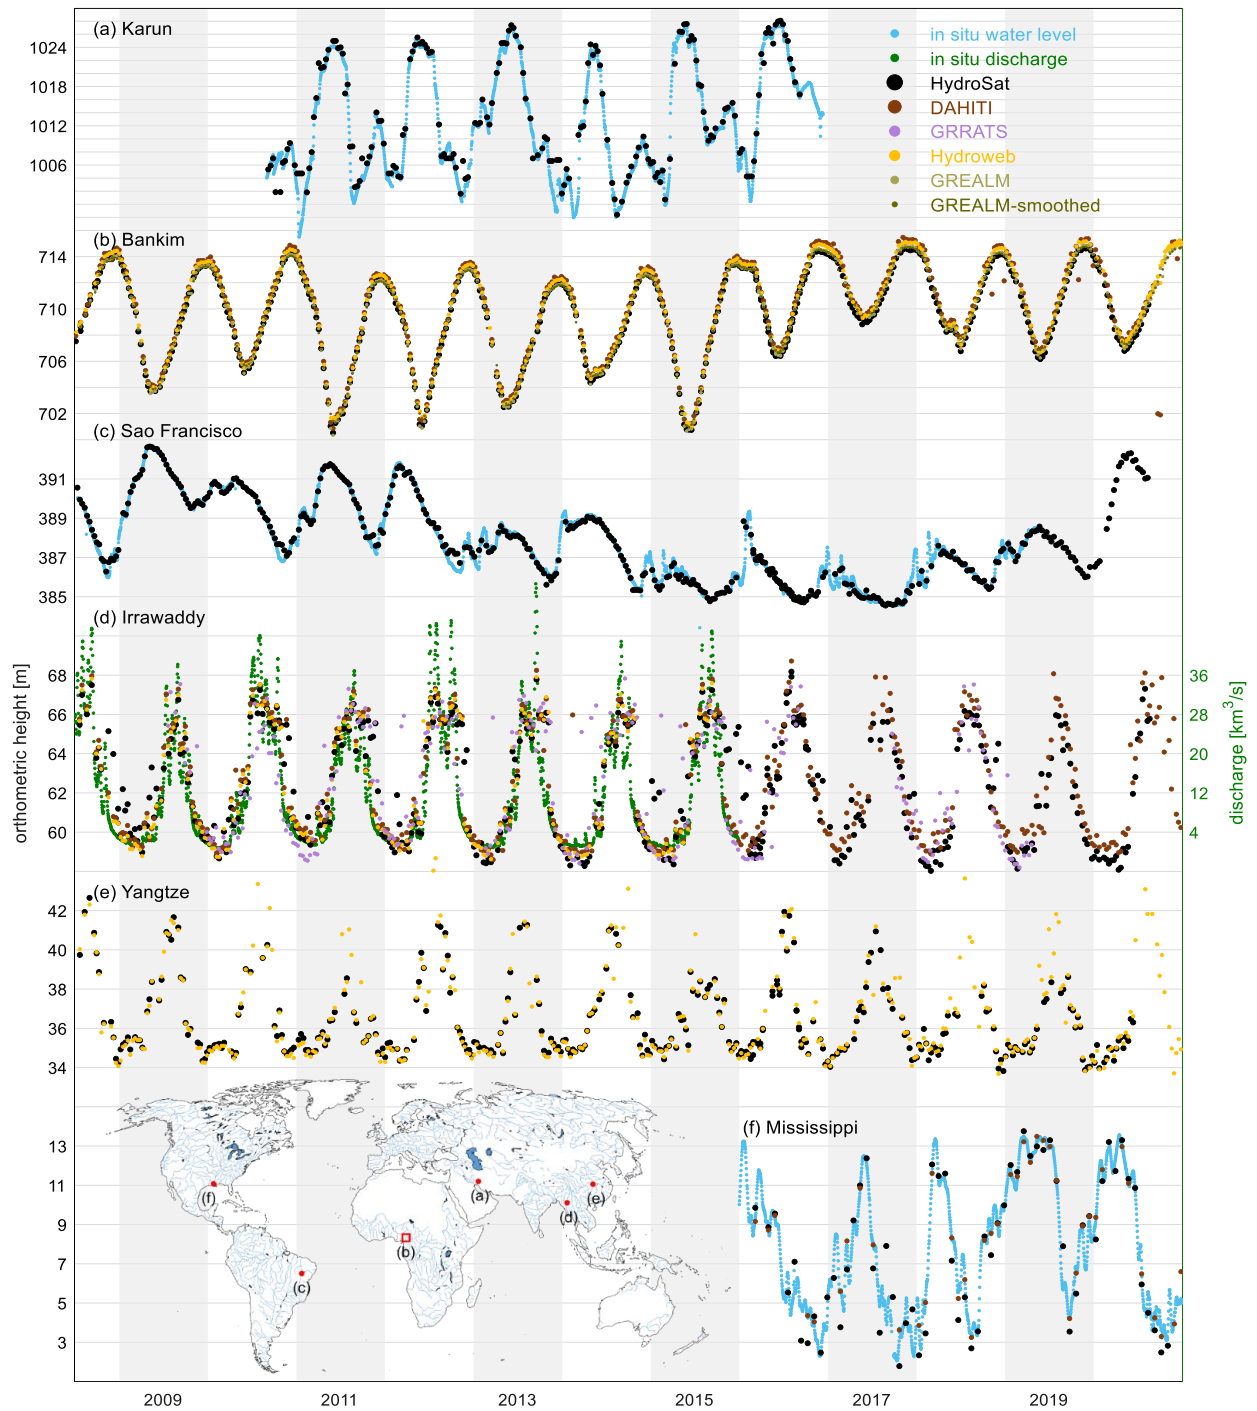 (a) Karun
in situ water level
in situ discharge
HydroSat
DAHITI
GRRATS
Hydroweb
GREALM
GREALM-smoothed
1024
1018
1012
1006
(b) Bankim
714
710
706
702
(c) Sao Francisco
391
389
387
385
(d) Irrawaddy
68
66
64
62
60
36
28
20
12
4
orthometric height [m]
discharge [km³/s]
(e) Yangtze
42
40
38
36
34
(f) Mississippi
13
11
9
7
5
3
(f)
(a)
(e)
(d)
(b)
(c)
2009
2011
2013
2015
2017
2019